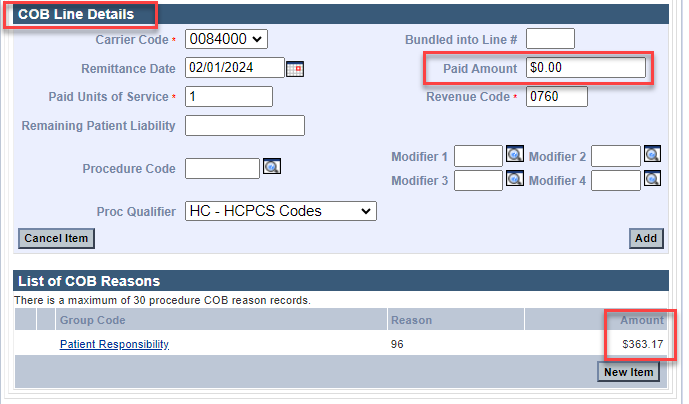 COB Line Details
Carrier Code * 0084000 Bundled into Line #
Remittance Date 02/01/2024 Paid Amount $0.00
Paid Units of Service * 1 Revenue Code * 0760
Remaining Patient Liability
Procedure Code Modifier 1 Modifier 2
Modifier 3 Modifier 4
Proc Qualifier HC - HCPCS Codes
Cancel Item Add
List of COB Reasons
There is a maximum of 30 procedure COB reason records.
Group Code Reason Amount
Patient Responsibility 96 $363.17
New Item